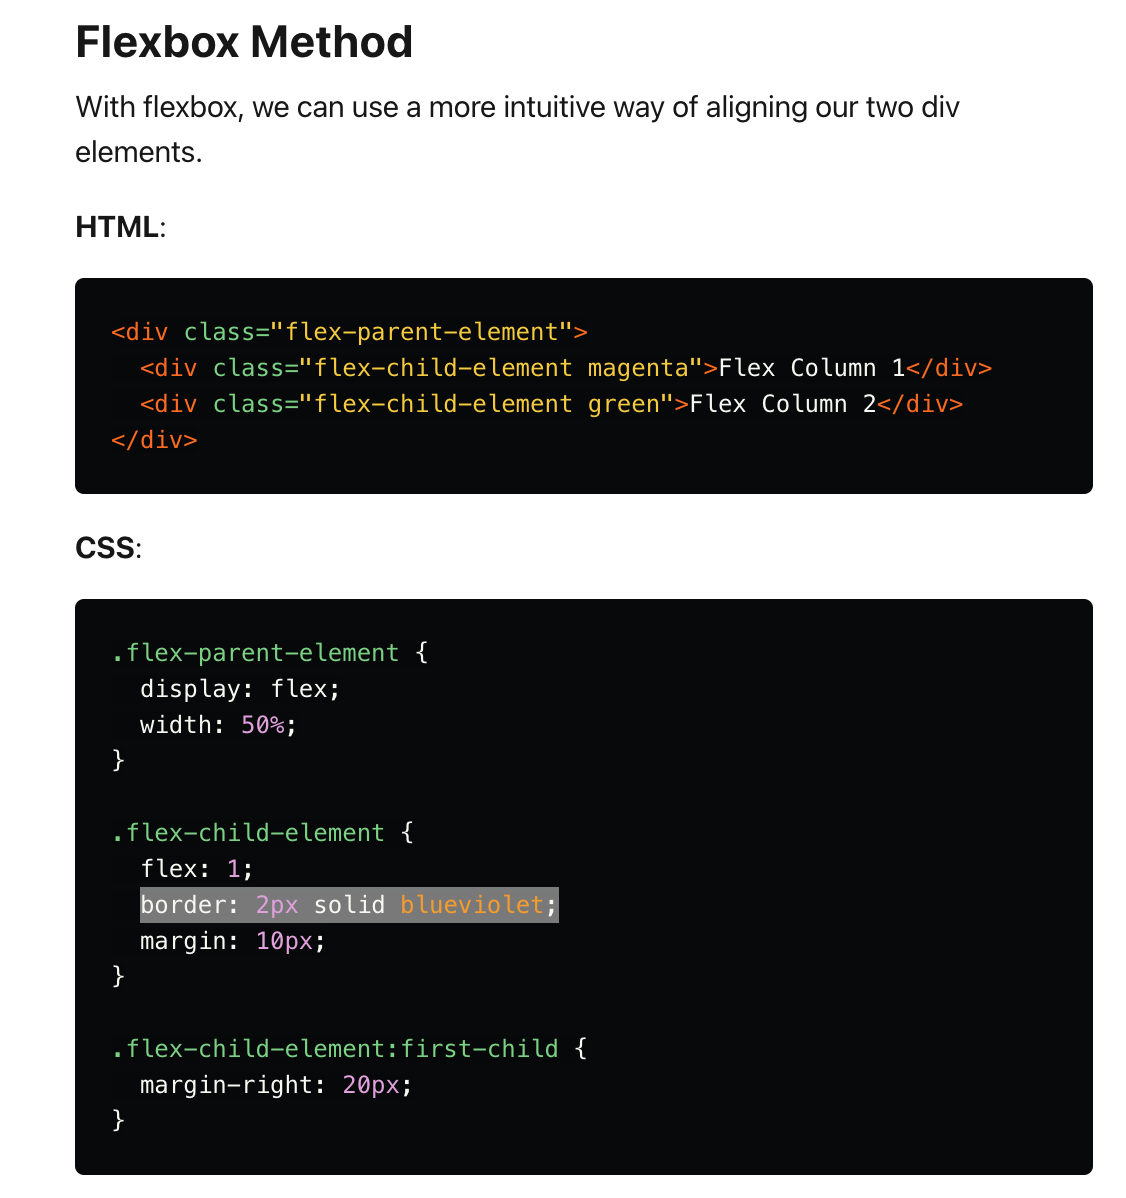 Flexbox Method
With flexbox, we can use a more intuitive way of aligning our two div
elements.
HTML:
<div class="flex-parent-element">
  <div class="flex-child-element magenta">Flex Column 1</div>
  <div class="flex-child-element green">Flex Column 2</div>
</div>
CSS:
.flex-parent-element {
  display: flex;
  width: 50%;
}
.flex-child-element {
  flex: 1;
  border: 2px solid blueviolet;
  margin: 10px;
}
.flex-child-element:first-child {
  margin-right: 20px;
}